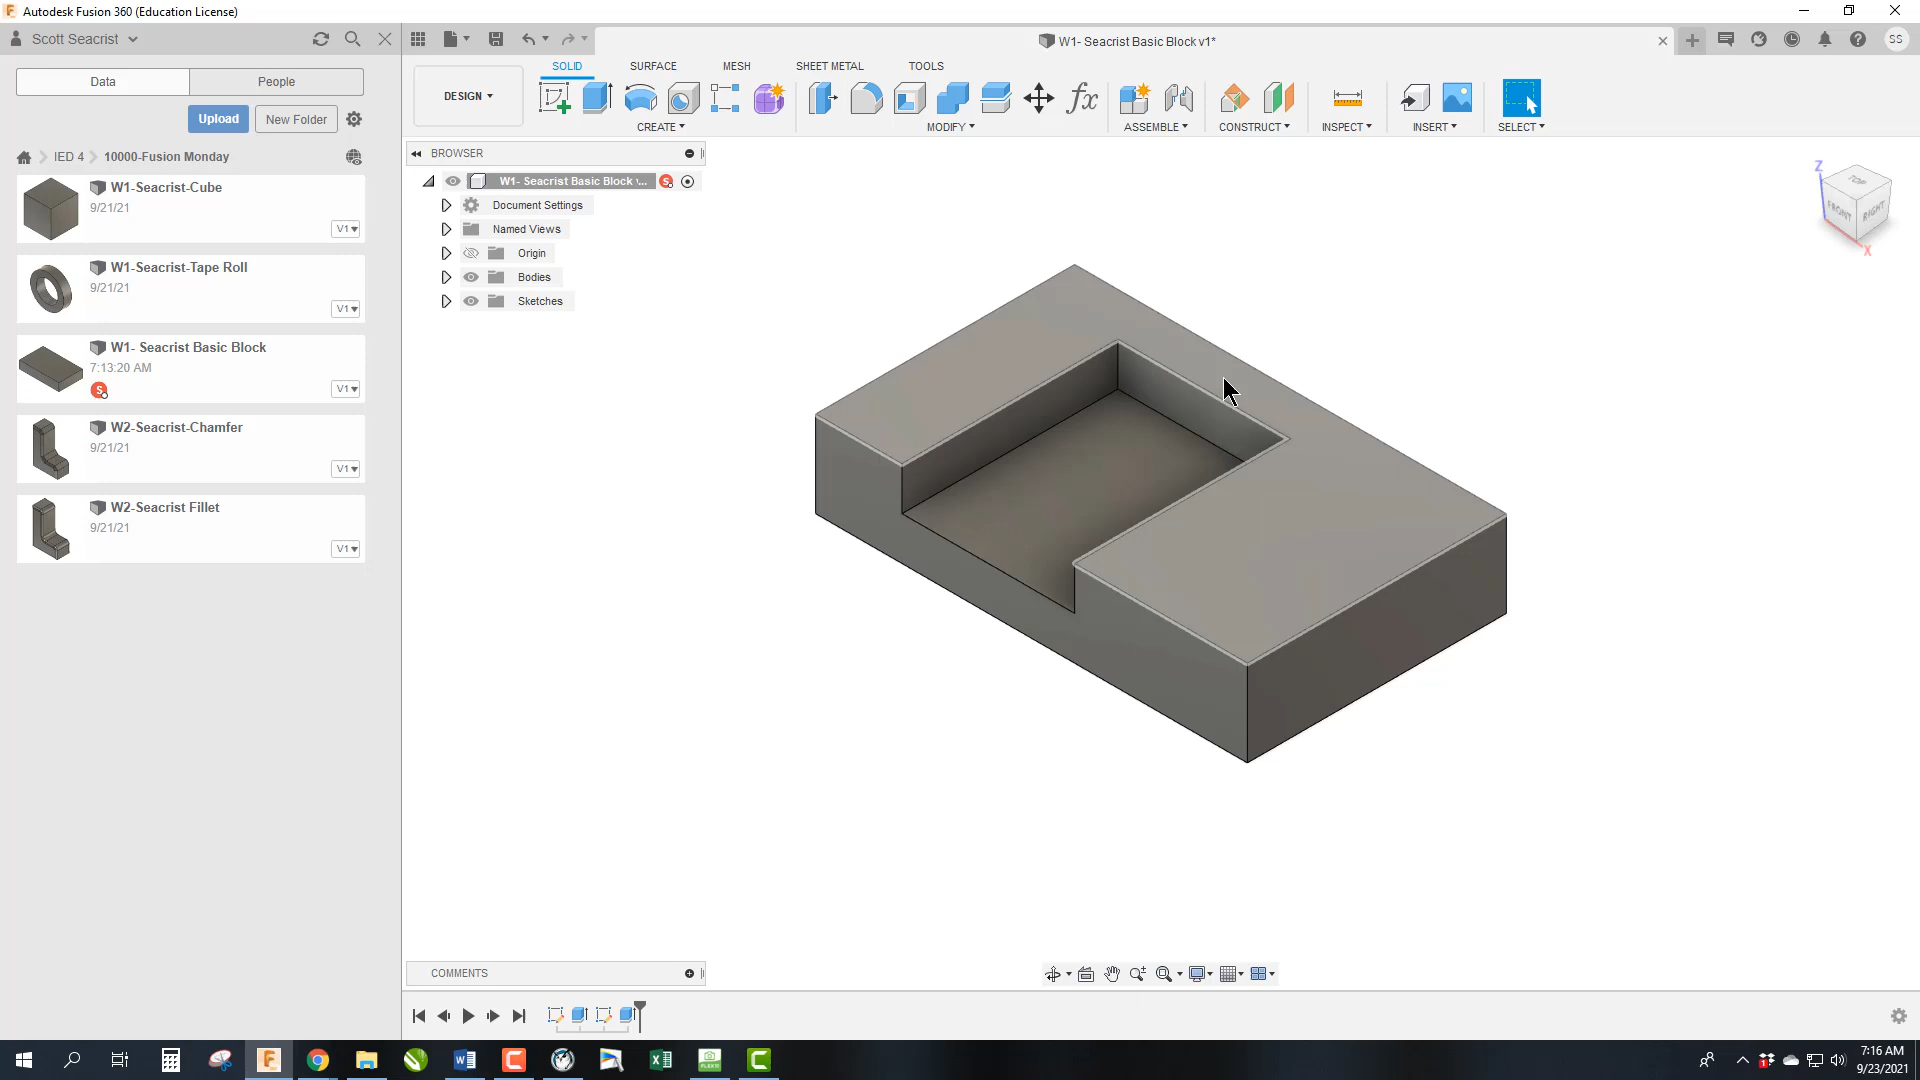 Autodesk Fusion 360 (Education License)
Scott Seacrist
W1- Seacrist Basic Block v1*
SS
Data
People
SOLID
SURFACE
MESH
SHEET METAL
TOOLS
DESIGN
Upload
New Folder
CREATE
MODIFY
ASSEMBLE
CONSTRUCT
INSPECT
INSERT
SELECT
IED 4
10000-Fusion Monday
BROWSER
W1- Seacrist Basic Block v...
S
Document Settings
Named Views
Origin
Bodies
Sketches
W1-Seacrist-Cube
9/21/21
V1
W1-Seacrist-Tape Roll
9/21/21
V1
W1- Seacrist Basic Block
7:13:20 AM
S
V1
W2-Seacrist-Chamfer
9/21/21
V1
W2-Seacrist Fillet
9/21/21
V1
Z
TOP
FRONT
RIGHT
X
COMMENTS
7:16 AM
9/23/2021